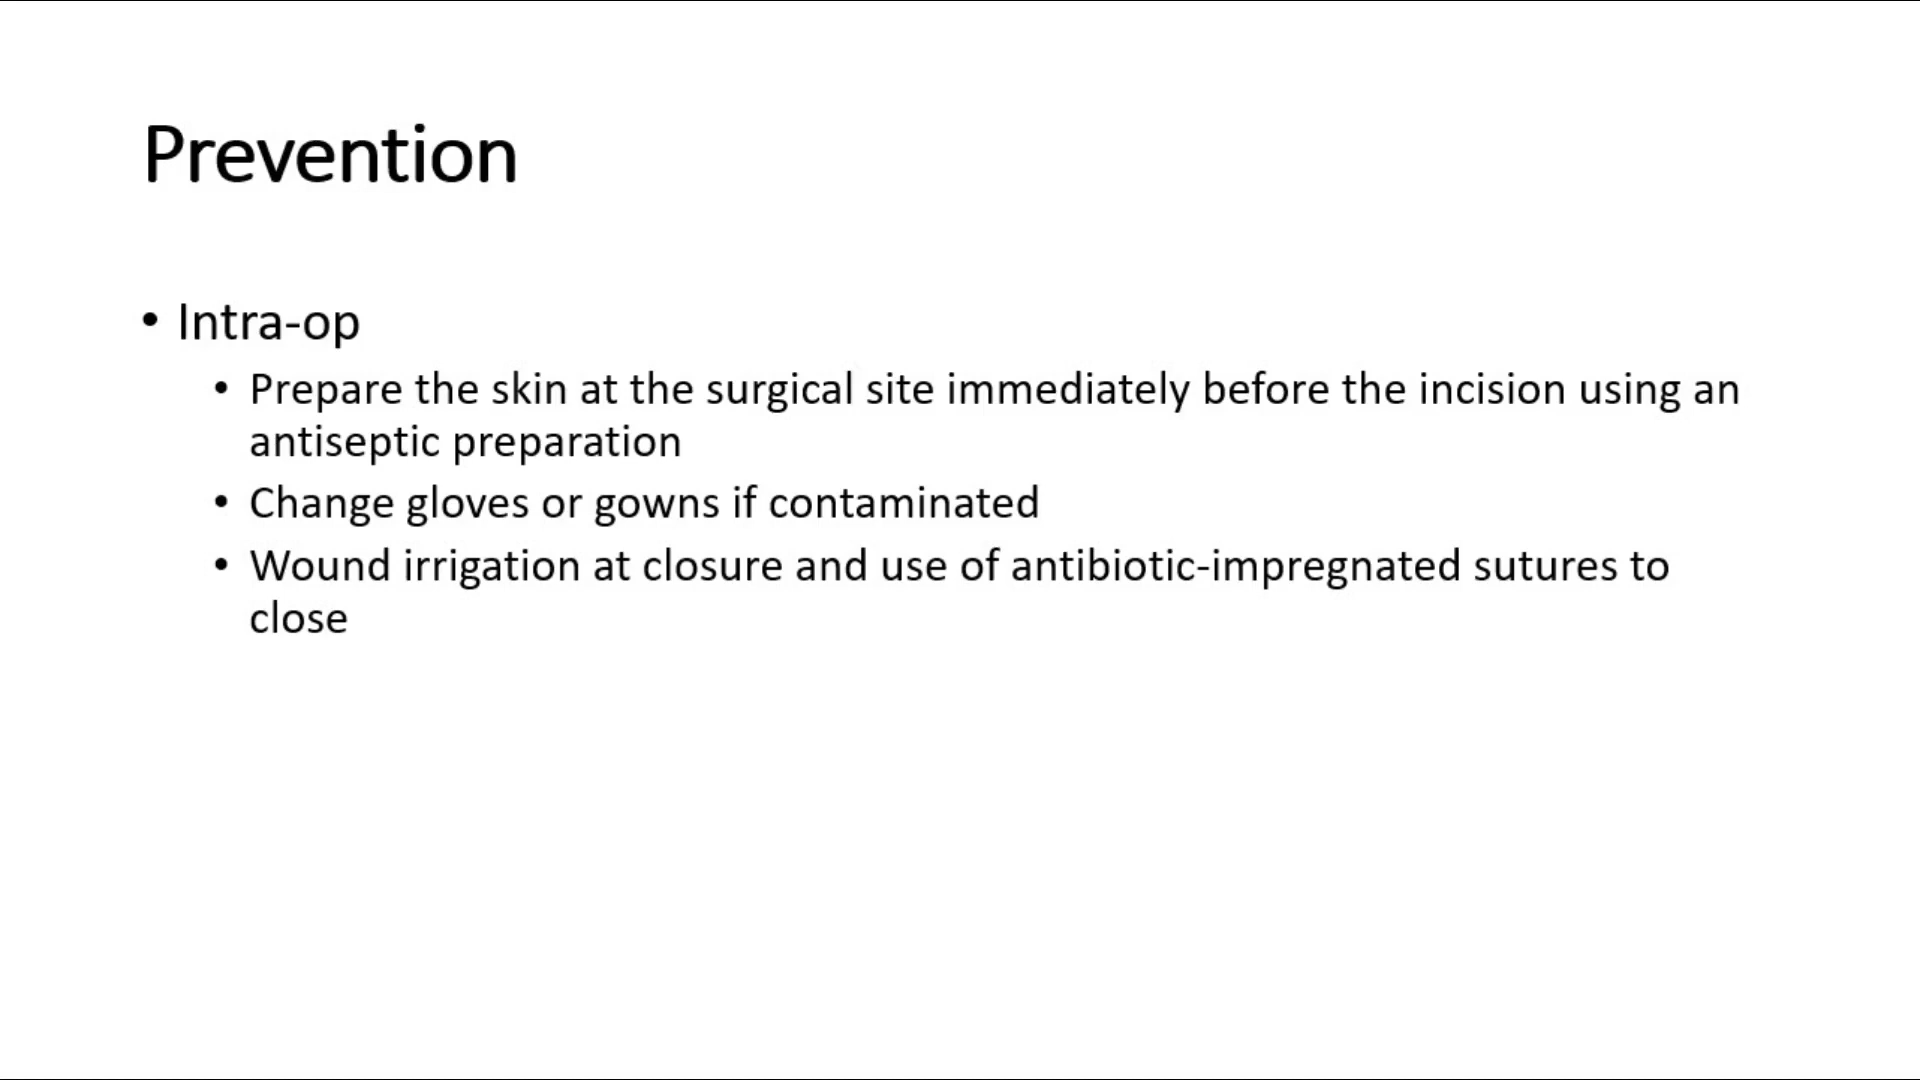 Prevention
• Intra-op
• Prepare the skin at the surgical site immediately before the incision using an
antiseptic preparation
• Change gloves or gowns if contaminated
• Wound irrigation at closure and use of antibiotic-impregnated sutures to
close